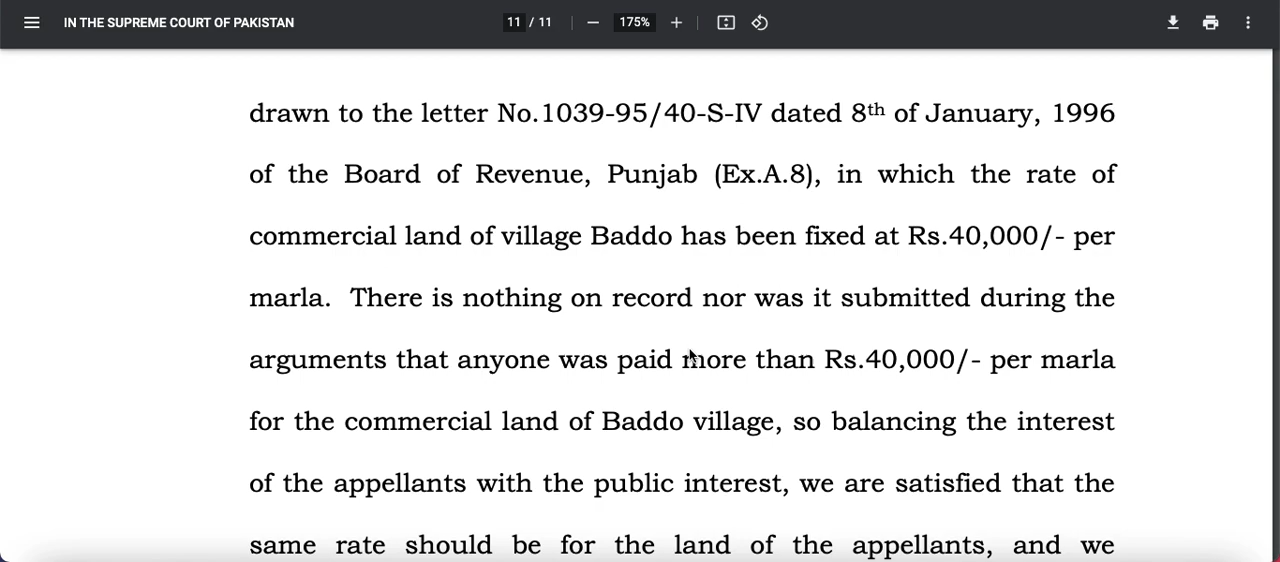 IN THE SUPREME COURT OF PAKISTAN
11 / 11
175%
drawn to the letter No.1039-95/40-S-IV dated 8th of January, 1996
of the Board of Revenue, Punjab (Ex.A.8), in which the rate of
commercial land of village Baddo has been fixed at Rs.40,000/- per
marla. There is nothing on record nor was it submitted during the
arguments that anyone was paid more than Rs.40,000/- per marla
for the commercial land of Baddo village, so balancing the interest
of the appellants with the public interest, we are satisfied that the
same rate should be for the land of the appellants, and we